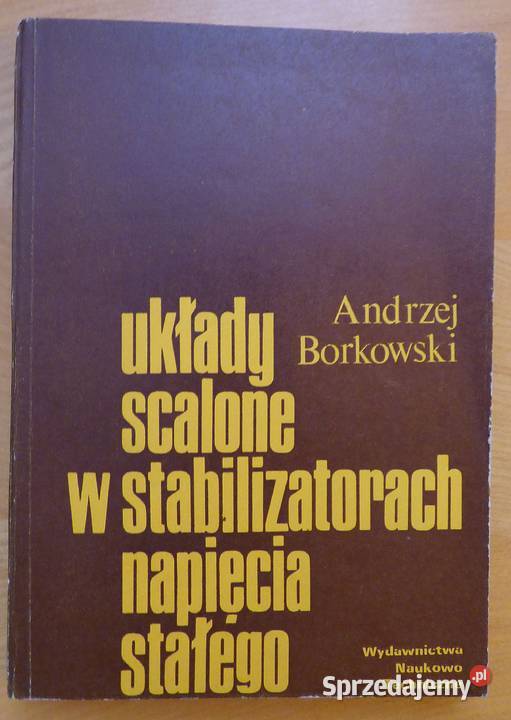 Andrzej
Borkowski
układy
scalone
w stabilizatorach
napięcia
stałego
Wydawnictwa
Naukowo
Sprzedajemy.pl